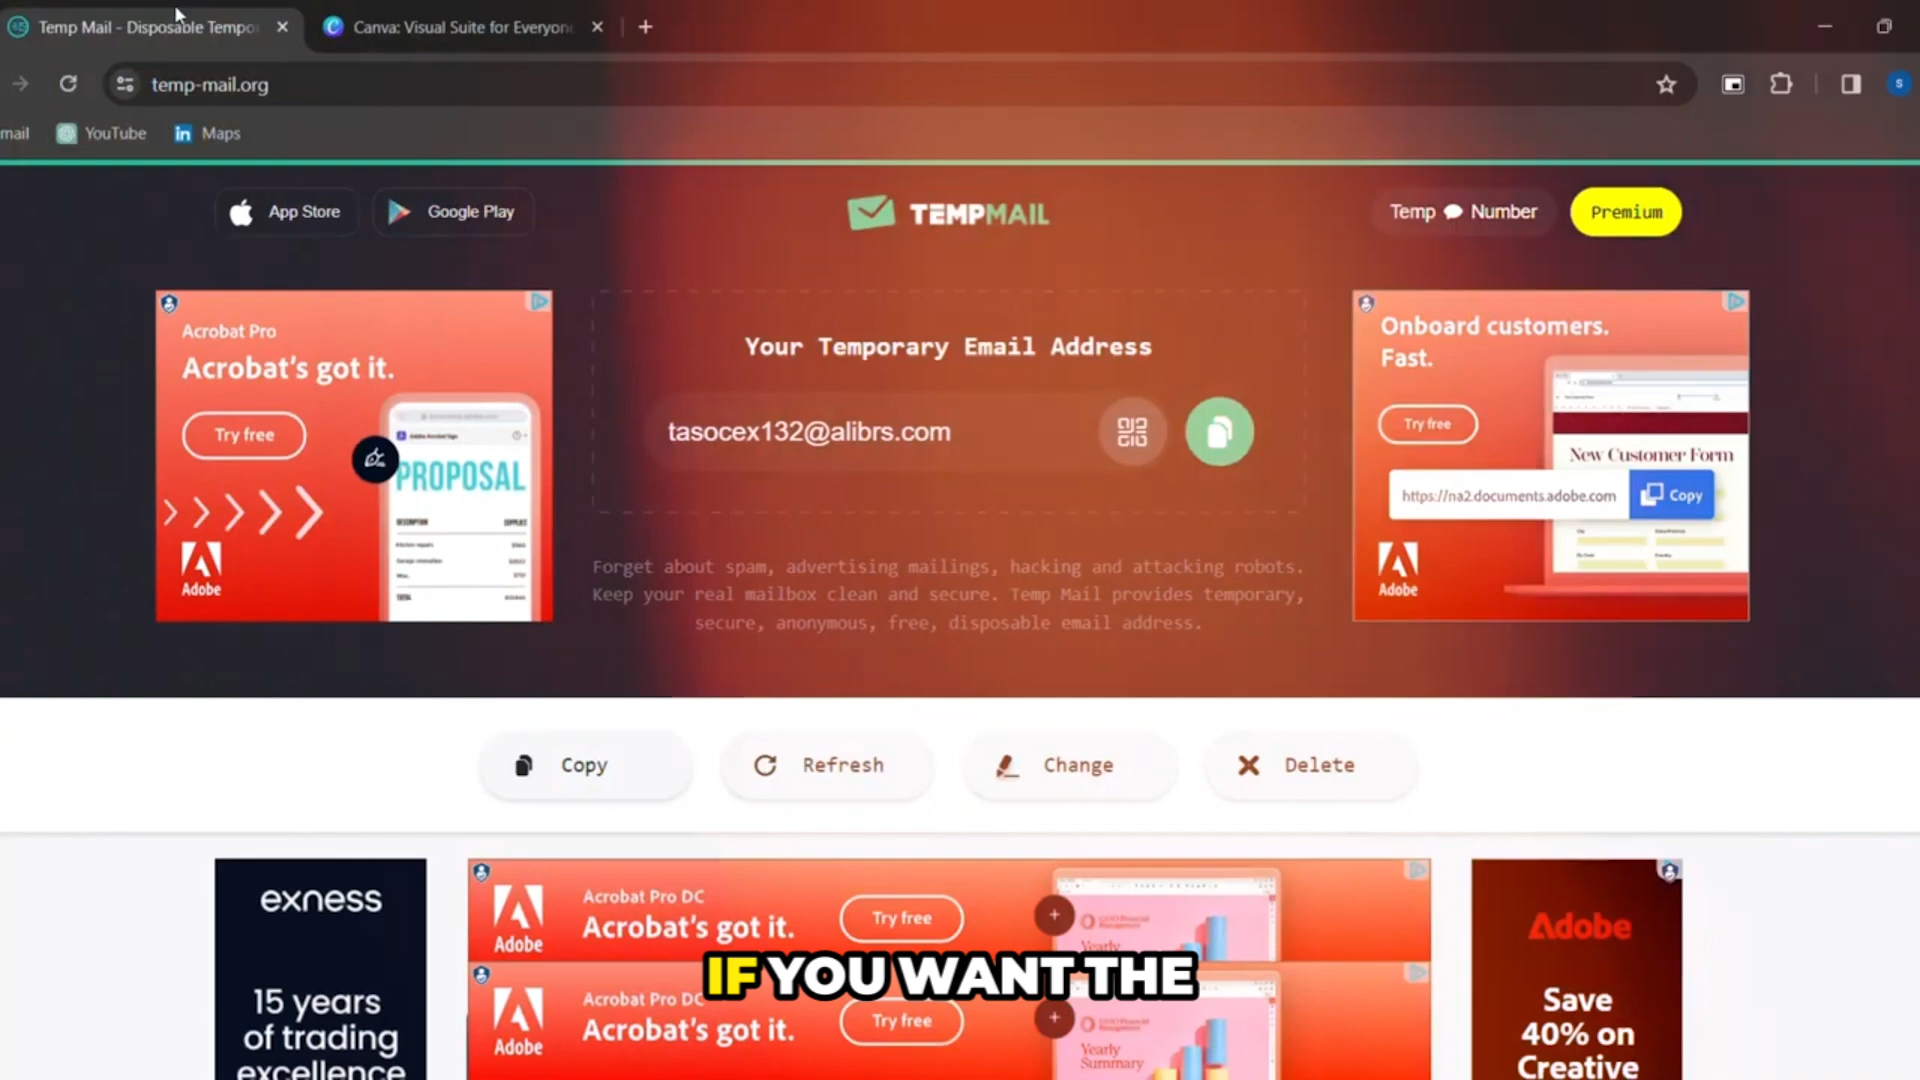 Temp Mail - Disposable Tempo
Canva: Visual Suite for Everyone
temp-mail.org
mail
YouTube
Maps
App Store
Google Play
TEMPMAIL
Temp Number
Premium
Acrobat Pro
Acrobat's got it.
Try free
PROPOSAL
DESCRIPTION
TOTAL
Adobe
Your Temporary Email Address
tasocex132@alibrs.com
Forget about spam, advertising mailings, hacking and attacking robots.
Keep your real mailbox clean and secure. Temp Mail provides temporary,
secure, anonymous, free, disposable email address.
Onboard customers.
Fast.
Try free
New Customer Form
https://na2.documents.adobe.com
Copy
Adobe
Copy
Refresh
Change
Delete
exness
15 years
of trading
excellence
Adobe
Acrobat Pro DC
Acrobat's got it.
Try free
Yearly
Adobe
Acrobat Pro DC
Acrobat's got it.
Try free
Yearly
Summary
IF YOU WANT THE
Adobe
Save
40% on
Creative